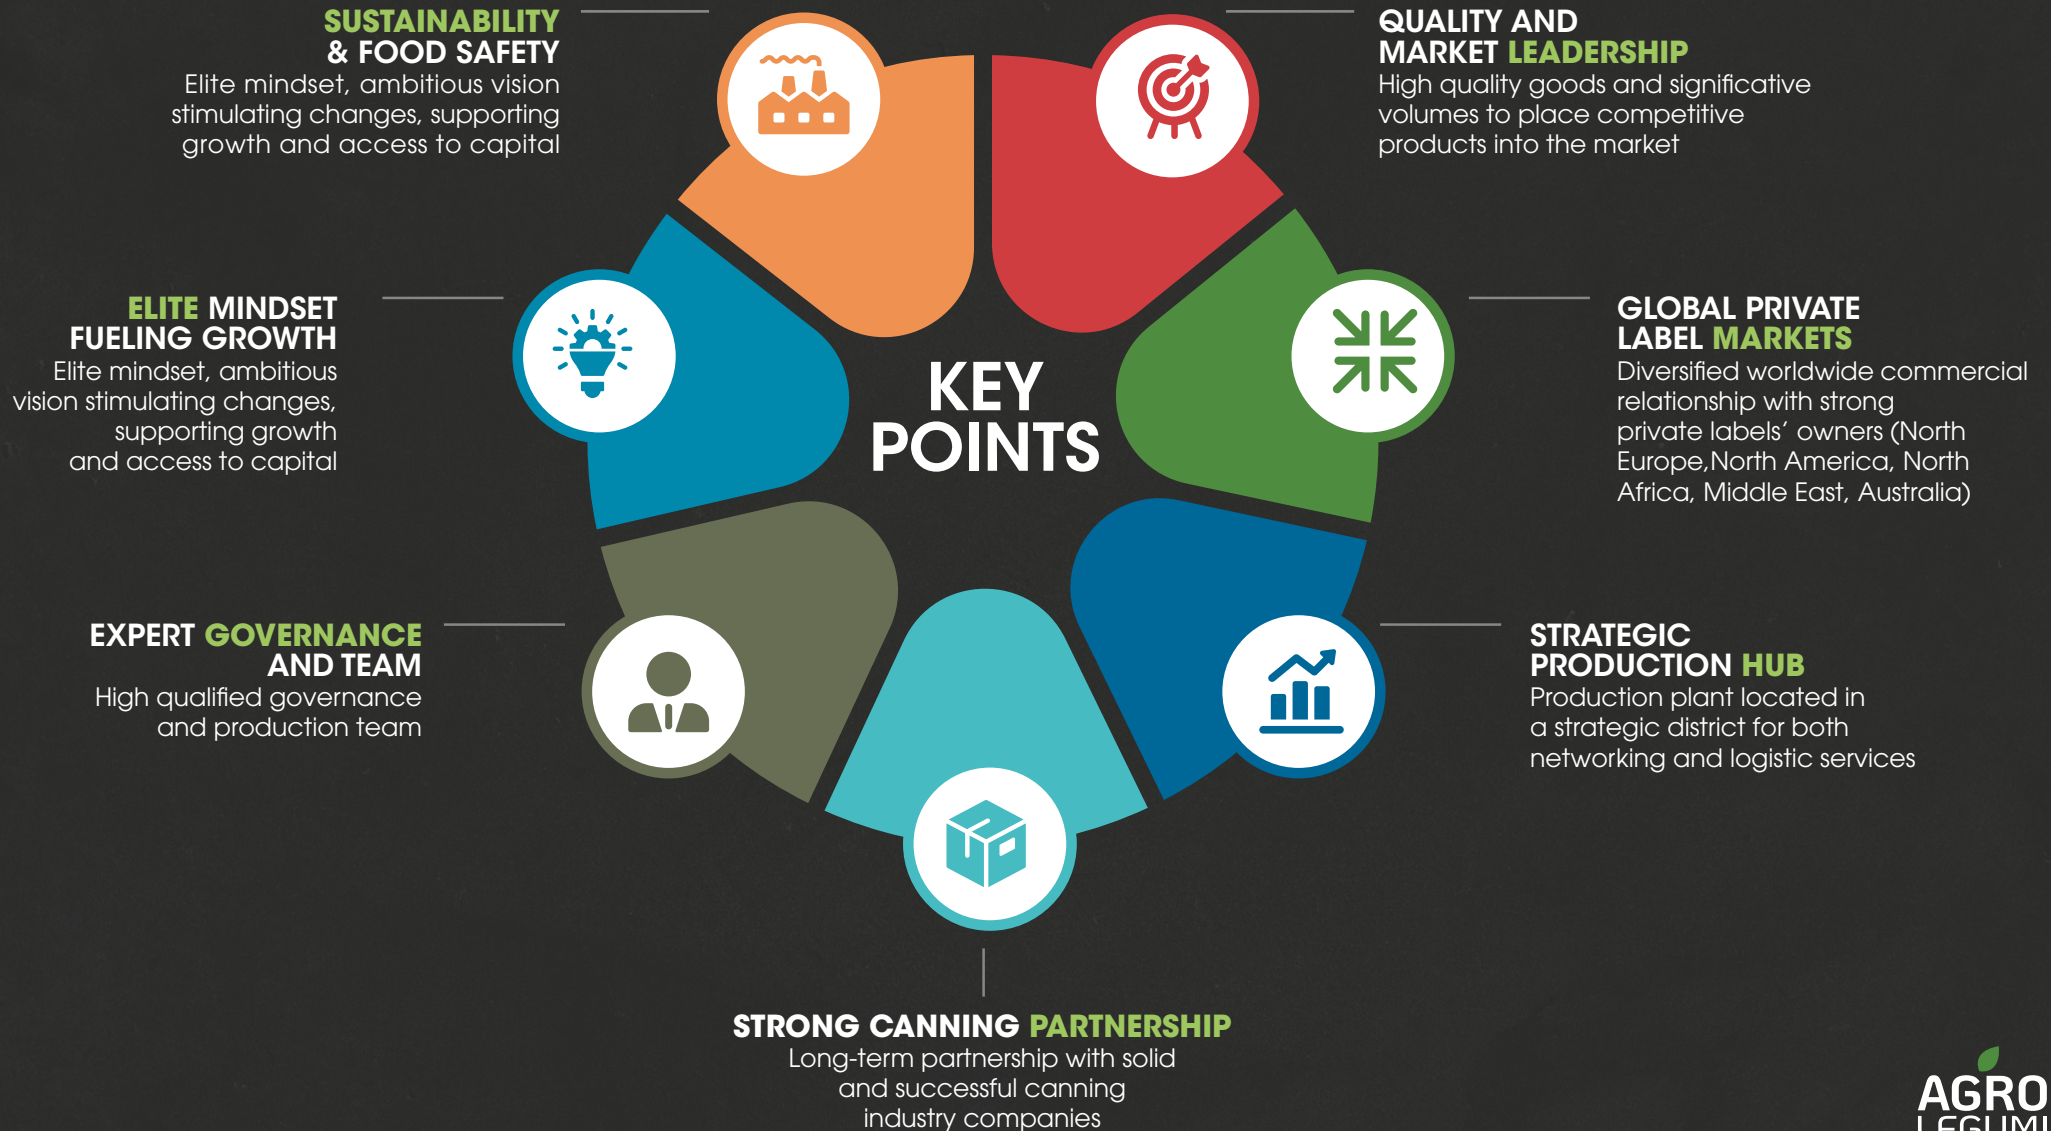 SUSTAINABILITY
& FOOD SAFETY
Elite mindset, ambitious vision
stimulating changes, supporting
growth and access to capital
QUALITY AND
MARKET LEADERSHIP
High quality goods and significative
volumes to place competitive
products into the market
ELITE MINDSET
FUELING GROWTH
Elite mindset, ambitious
vision stimulating changes,
supporting growth
and access to capital
KEY
POINTS
GLOBAL PRIVATE
LABEL MARKETS
Diversified worldwide commercial
relationship with strong
private labels’ owners (North
Europe,North America, North
Africa, Middle East, Australia)
EXPERT GOVERNANCE
AND TEAM
High qualified governance
and production team
STRATEGIC
PRODUCTION HUB
Production plant located in
a strategic district for both
networking and logistic services
STRONG CANNING PARTNERSHIP
Long-term partnership with solid
and successful canning
industry companies
AGRO
LEGUMI